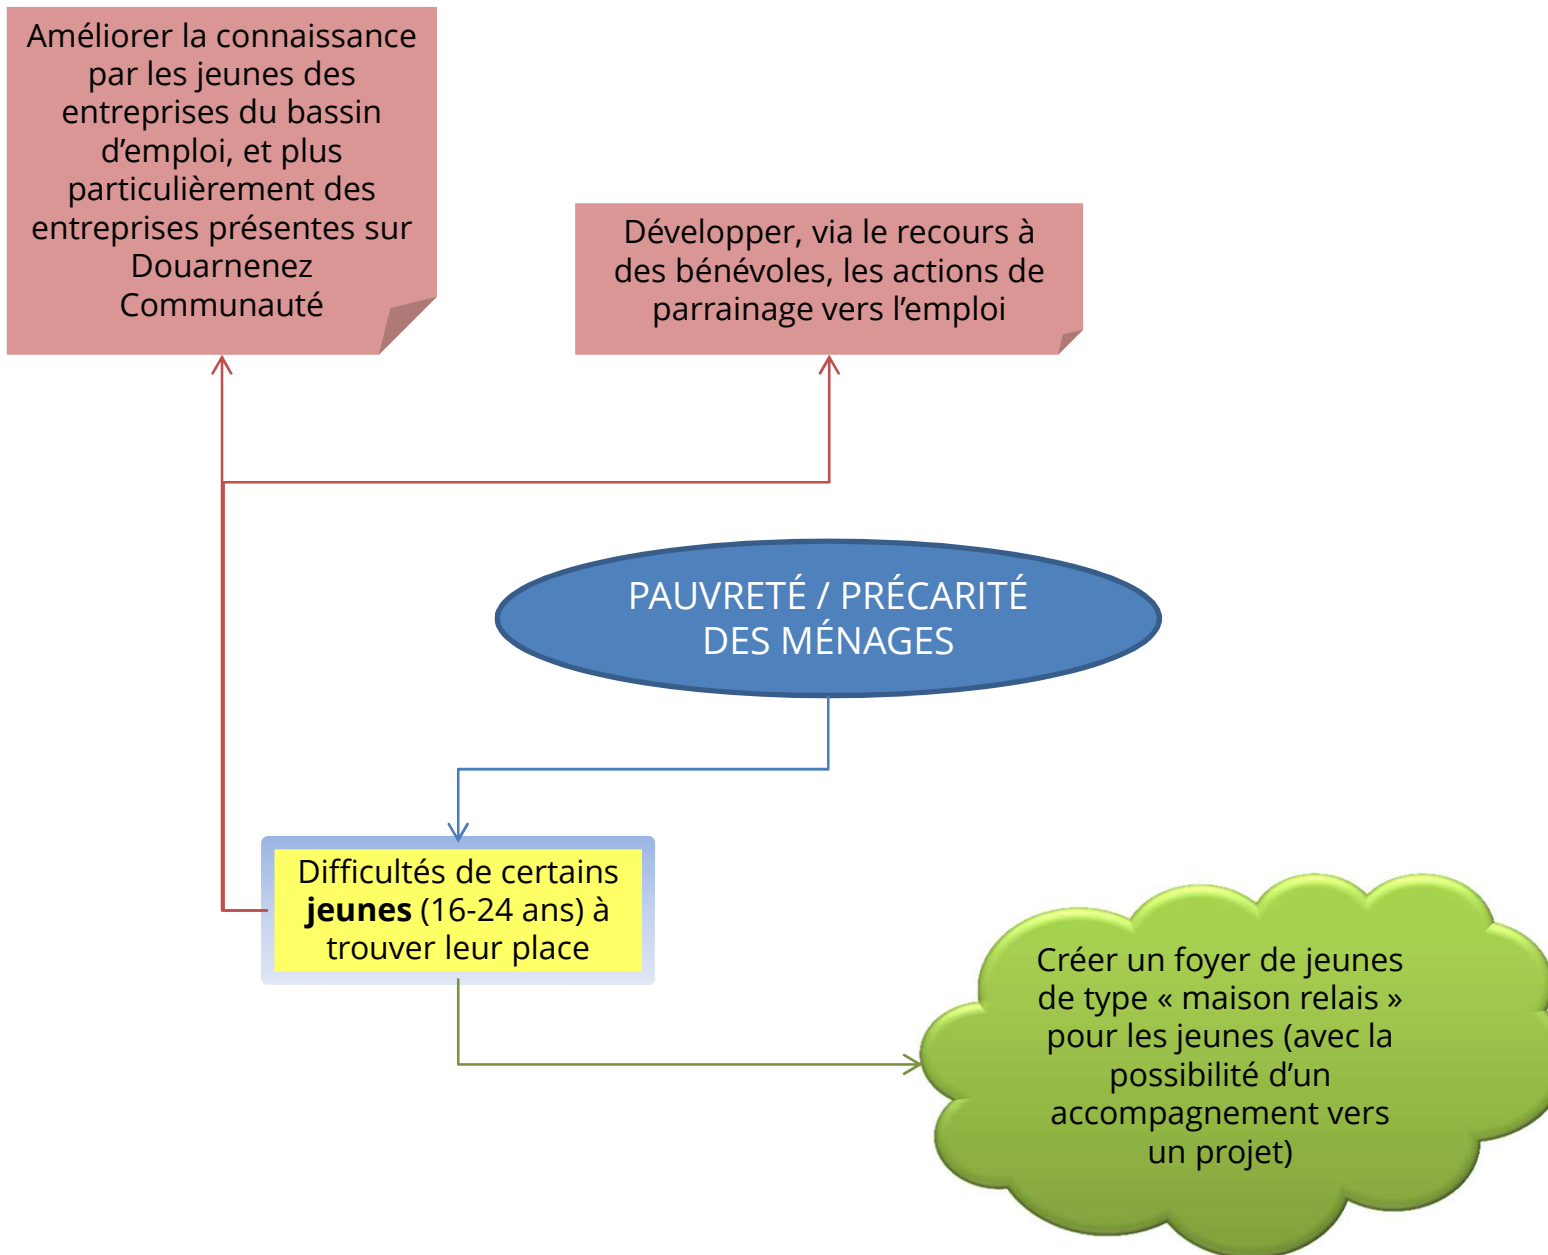 Améliorer la connaissance
par les jeunes des
entreprises du bassin
d’emploi, et plus
particulièrement des
entreprises présentes sur
Douarnenez
Communauté
Développer, via le recours à
des bénévoles, les actions de
parrainage vers l’emploi
PAUVRETÉ / PRÉCARITÉ
DES MÉNAGES
Difficultés de certains
jeunes (16-24 ans) à
trouver leur place
Créer un foyer de jeunes
de type « maison relais »
pour les jeunes (avec la
possibilité d’un
accompagnement vers
un projet)